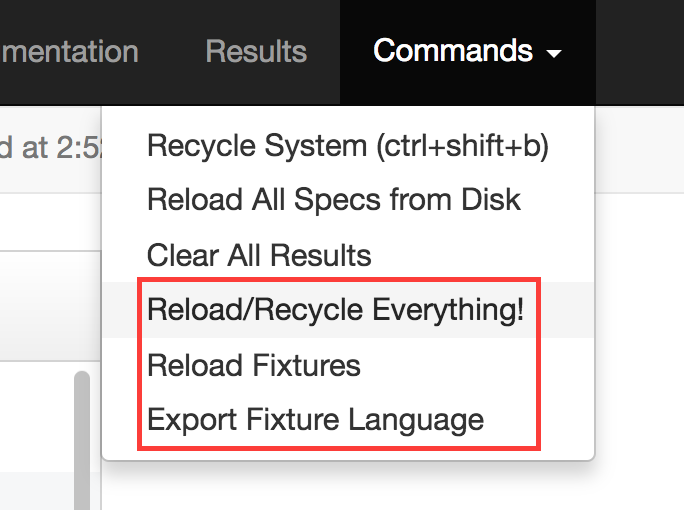 mentation Results Commands
d at 2:52
Recycle System (ctrl+shift+b)
Reload All Specs from Disk
Clear All Results
Reload/Recycle Everything!
Reload Fixtures
Export Fixture Language